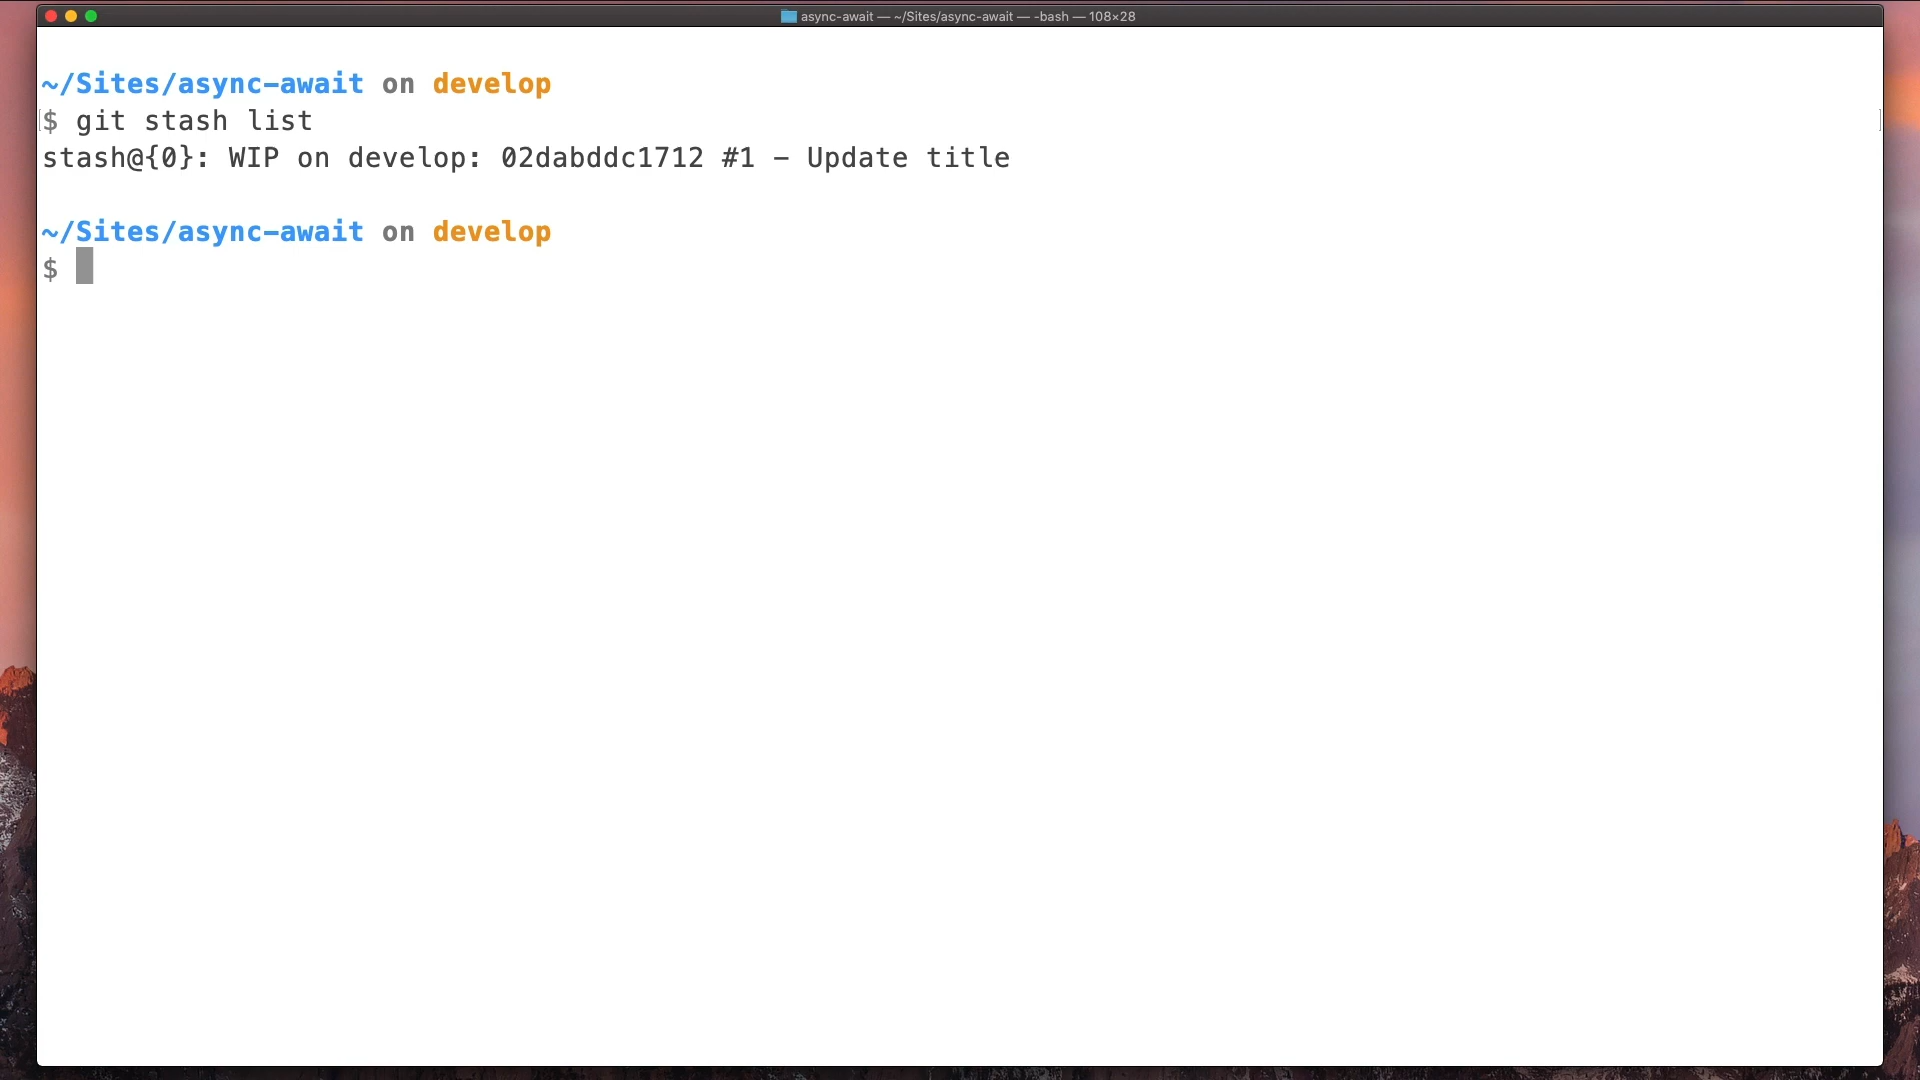 async-await — ~/Sites/async-await — -bash — 108×28
~/Sites/async-await on develop
$ git stash list
stash@{0}: WIP on develop: 02dabddc1712 #1 - Update title
~/Sites/async-await on develop
$